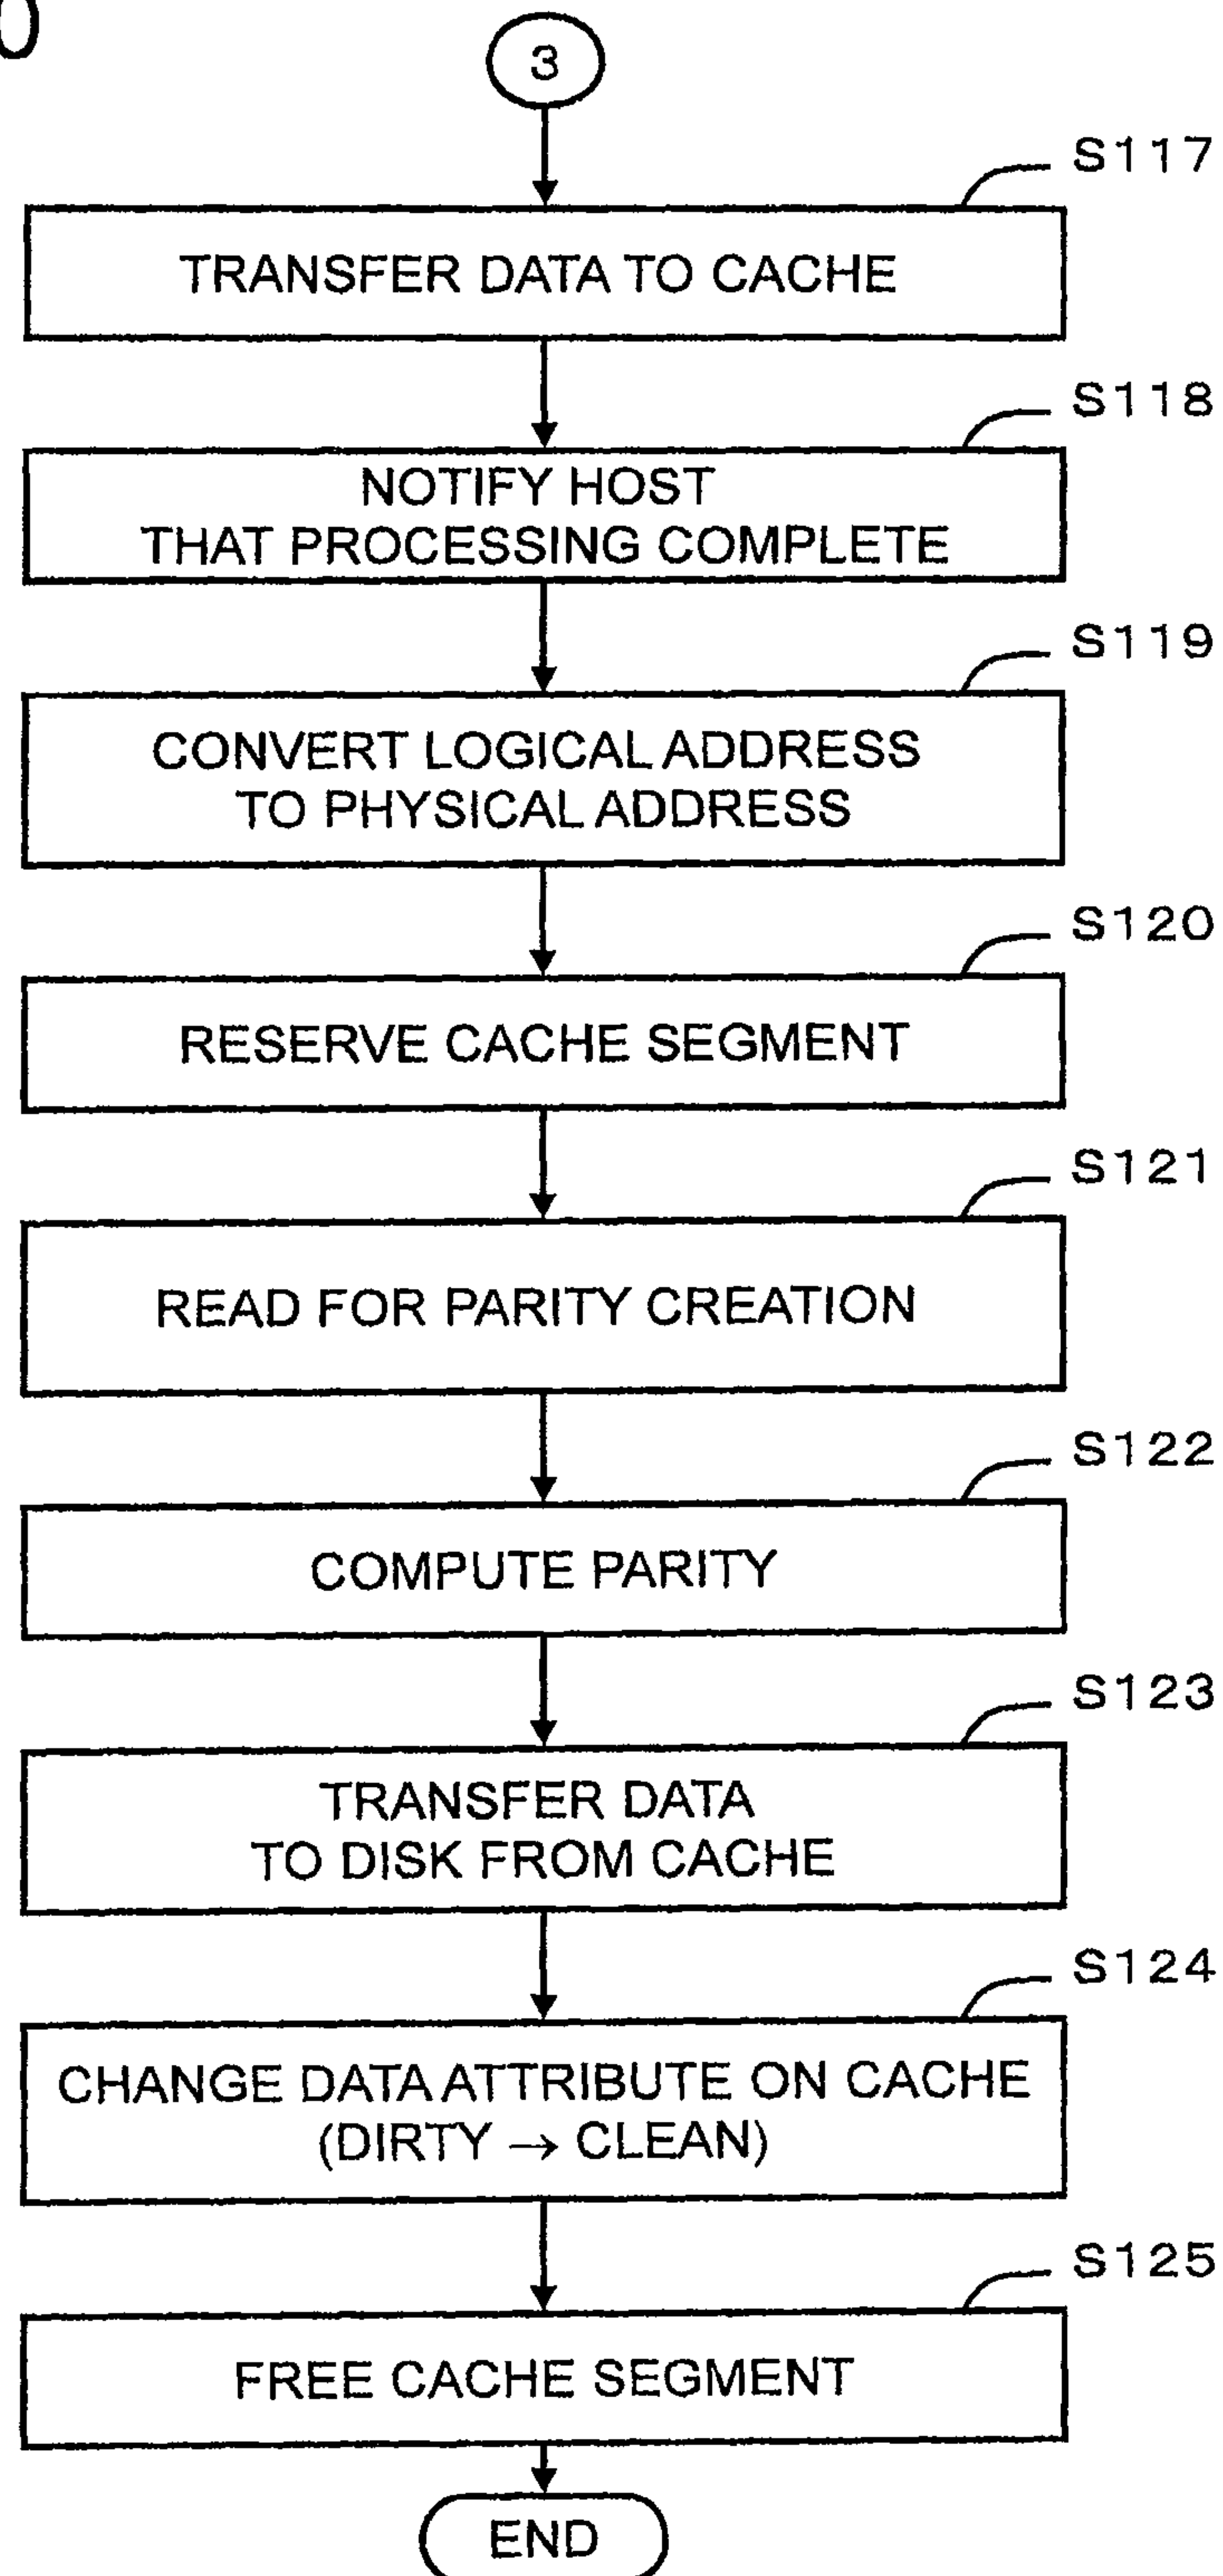 0
3
S117
TRANSFER DATA TO CACHE
S118
NOTIFY HOST
THAT PROCESSING COMPLETE
S119
CONVERT LOGICAL ADDRESS
TO PHYSICAL ADDRESS
S120
RESERVE CACHE SEGMENT
S121
READ FOR PARITY CREATION
S122
COMPUTE PARITY
S123
TRANSFER DATA
TO DISK FROM CACHE
S124
CHANGE DATA ATTRIBUTE ON CACHE
(DIRTY → CLEAN)
S125
FREE CACHE SEGMENT
END